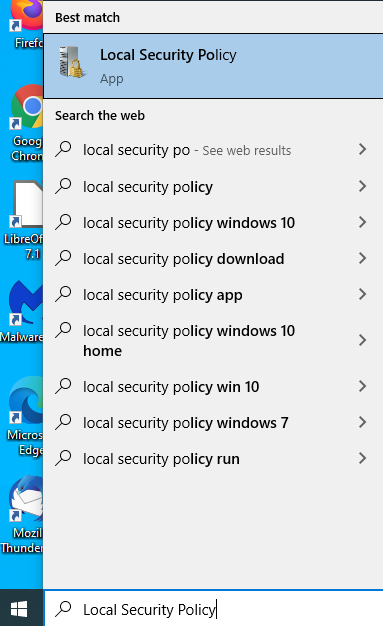 Best match
Local Security Policy
App
Search the web
local security po - See web results
local security policy
local security policy windows 10
local security policy download
local security policy app
local security policy windows 10
home
local security policy win 10
local security policy windows 7
local security policy run
Local Security Policy
Firefo
Goog
Chrom
LibreOf
7.1
Malware
Micros
Edge
Mozil
Thunder